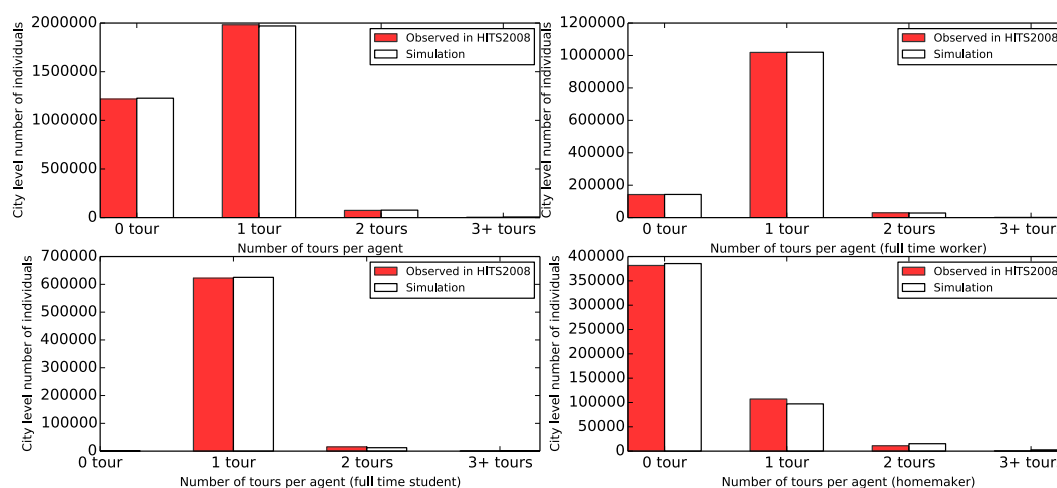 2000000
1500000
1000000
500000
0
City level number of individuals
Observed in HITS2008
Simulation
0 tour
1 tour
2 tours
3+ tours
Number of tours per agent
1200000
1000000
800000
600000
400000
200000
0
City level number of individuals
Observed in HITS2008
Simulation
0 tour
1 tour
2 tours
3+ tours
Number of tours per agent (full time worker)
700000
600000
500000
400000
300000
200000
100000
0
City level number of individuals
Observed in HITS2008
Simulation
0 tour
1 tour
2 tours
3+ tours
Number of tours per agent (full time student)
400000
350000
300000
250000
200000
150000
100000
50000
0
City level number of individuals
Observed in HITS2008
Simulation
0 tour
1 tour
2 tours
3+ tours
Number of tours per agent (homemaker)